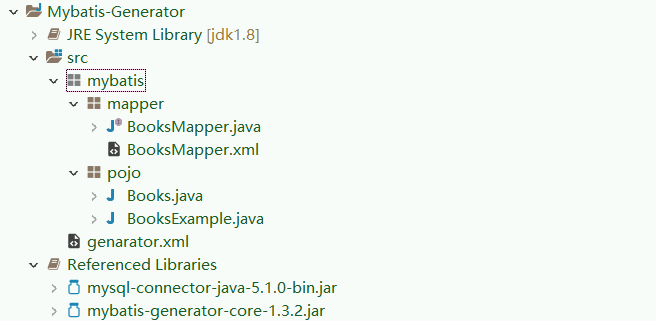 Mybatis-Generator
JRE System Library [jdk1.8]
src
mybatis
mapper
BooksMapper.java
BooksMapper.xml
pojo
Books.java
BooksExample.java
genarator.xml
Referenced Libraries
mysql-connector-java-5.1.0-bin.jar
mybatis-generator-core-1.3.2.jar